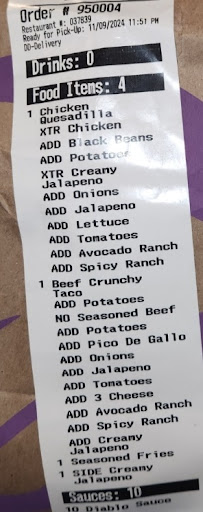 Order # 950004
Restaurant #: 037639
Ready for Pick-Up: 11/09/2024 11:51 PM
DD-Delivery
Drinks: 0
Food Items: 4
1 Chicken
Quesadilla
XTR Chicken
ADD Black Beans
ADD Potatoes
XTR Creamy
Jalapeno
ADD Onions
ADD Jalapeno
ADD Lettuce
ADD Tomatoes
ADD Avocado Ranch
ADD Spicy Ranch
1 Beef Crunchy
Taco
ADD Potatoes
NO Seasoned Beef
ADD Potatoes
ADD Pico De Gallo
ADD Onions
ADD Jalapeno
ADD Tomatoes
ADD 3 Cheese
ADD Avocado Ranch
ADD Spicy Ranch
ADD Creamy
Jalapeno
1 Seasoned Fries
1 SIDE Creamy
Jalapeno
Sauces: 10
10 Diablo Sauce